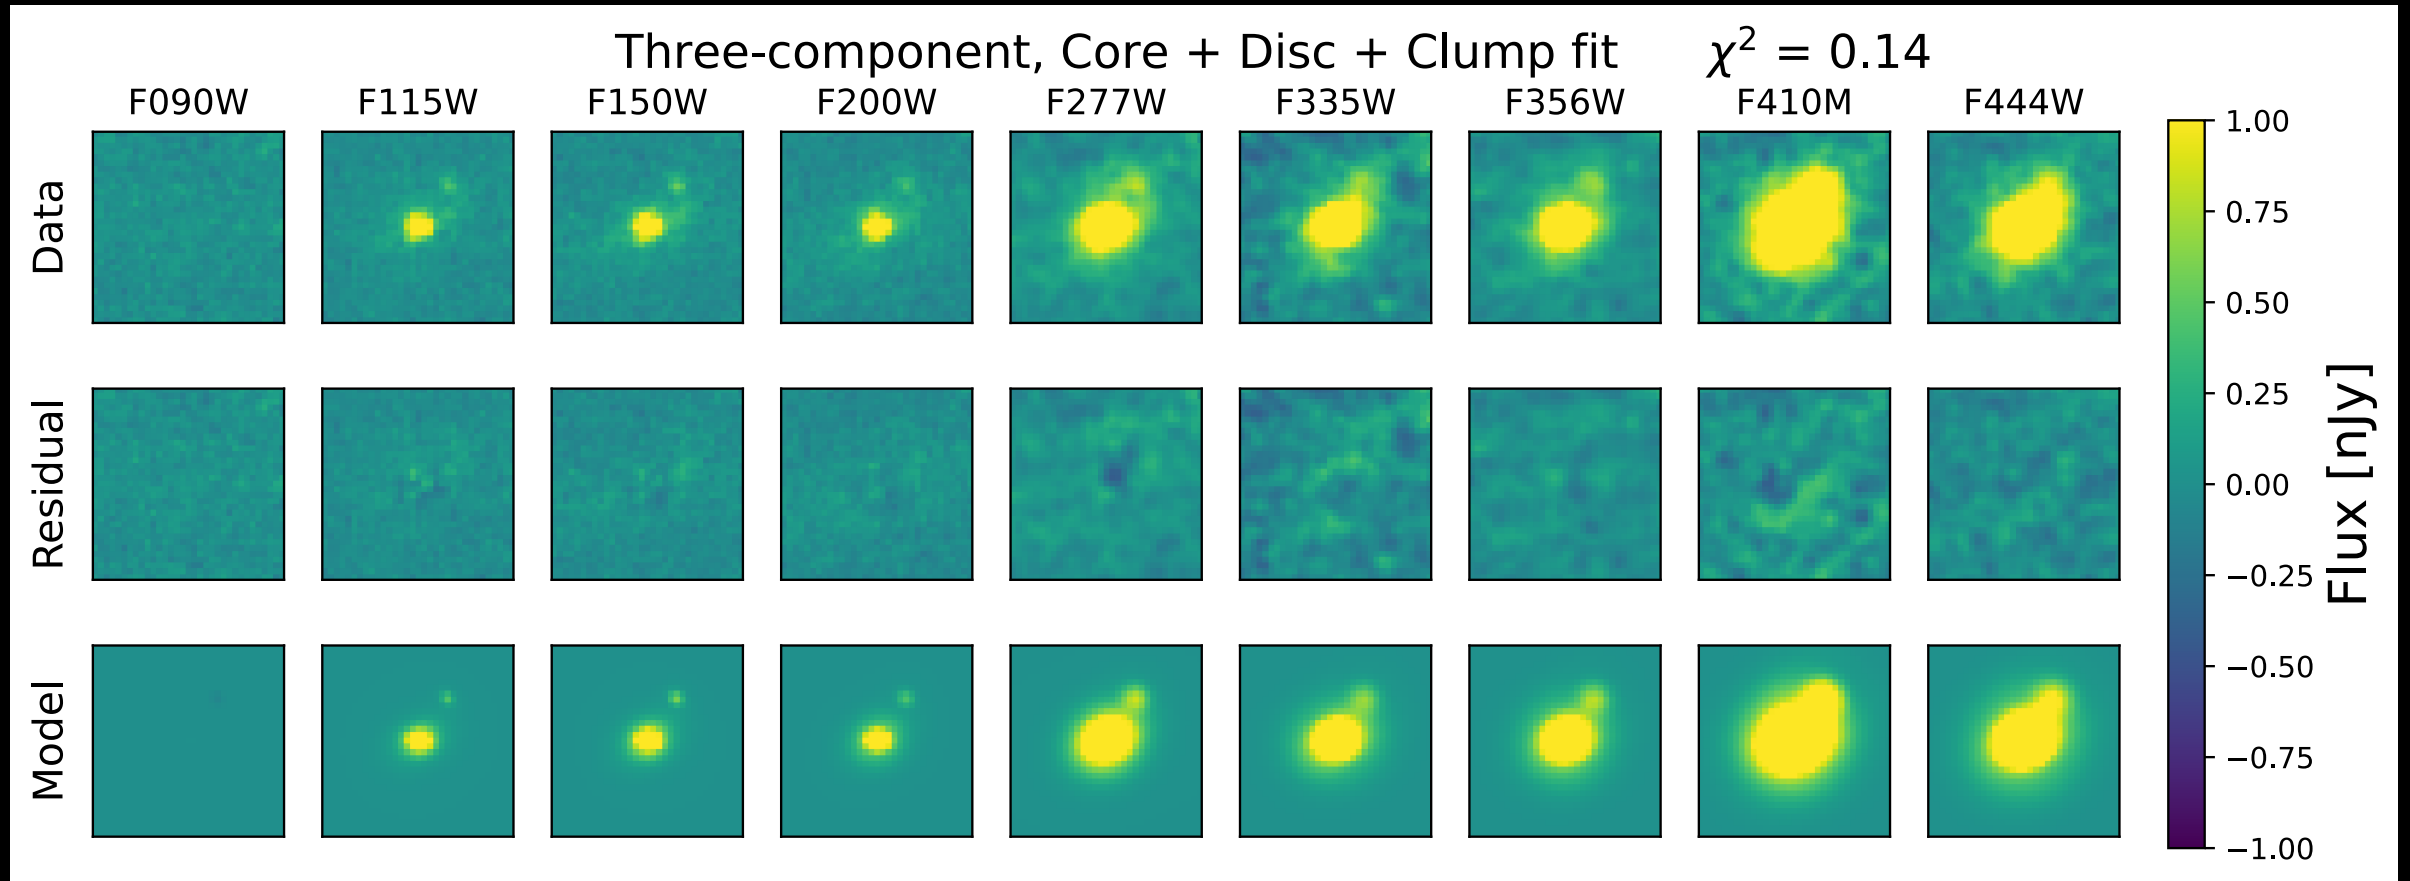 Three-component, Core + Disc + Clump fit χ² = 0.14
F090W F115W F150W F200W F277W F335W F356W F410M F444W
Data
Residual
Model
1.00
0.75
0.50
0.25
0.00
−0.25
−0.50
−0.75
−1.00
Flux [nJy]